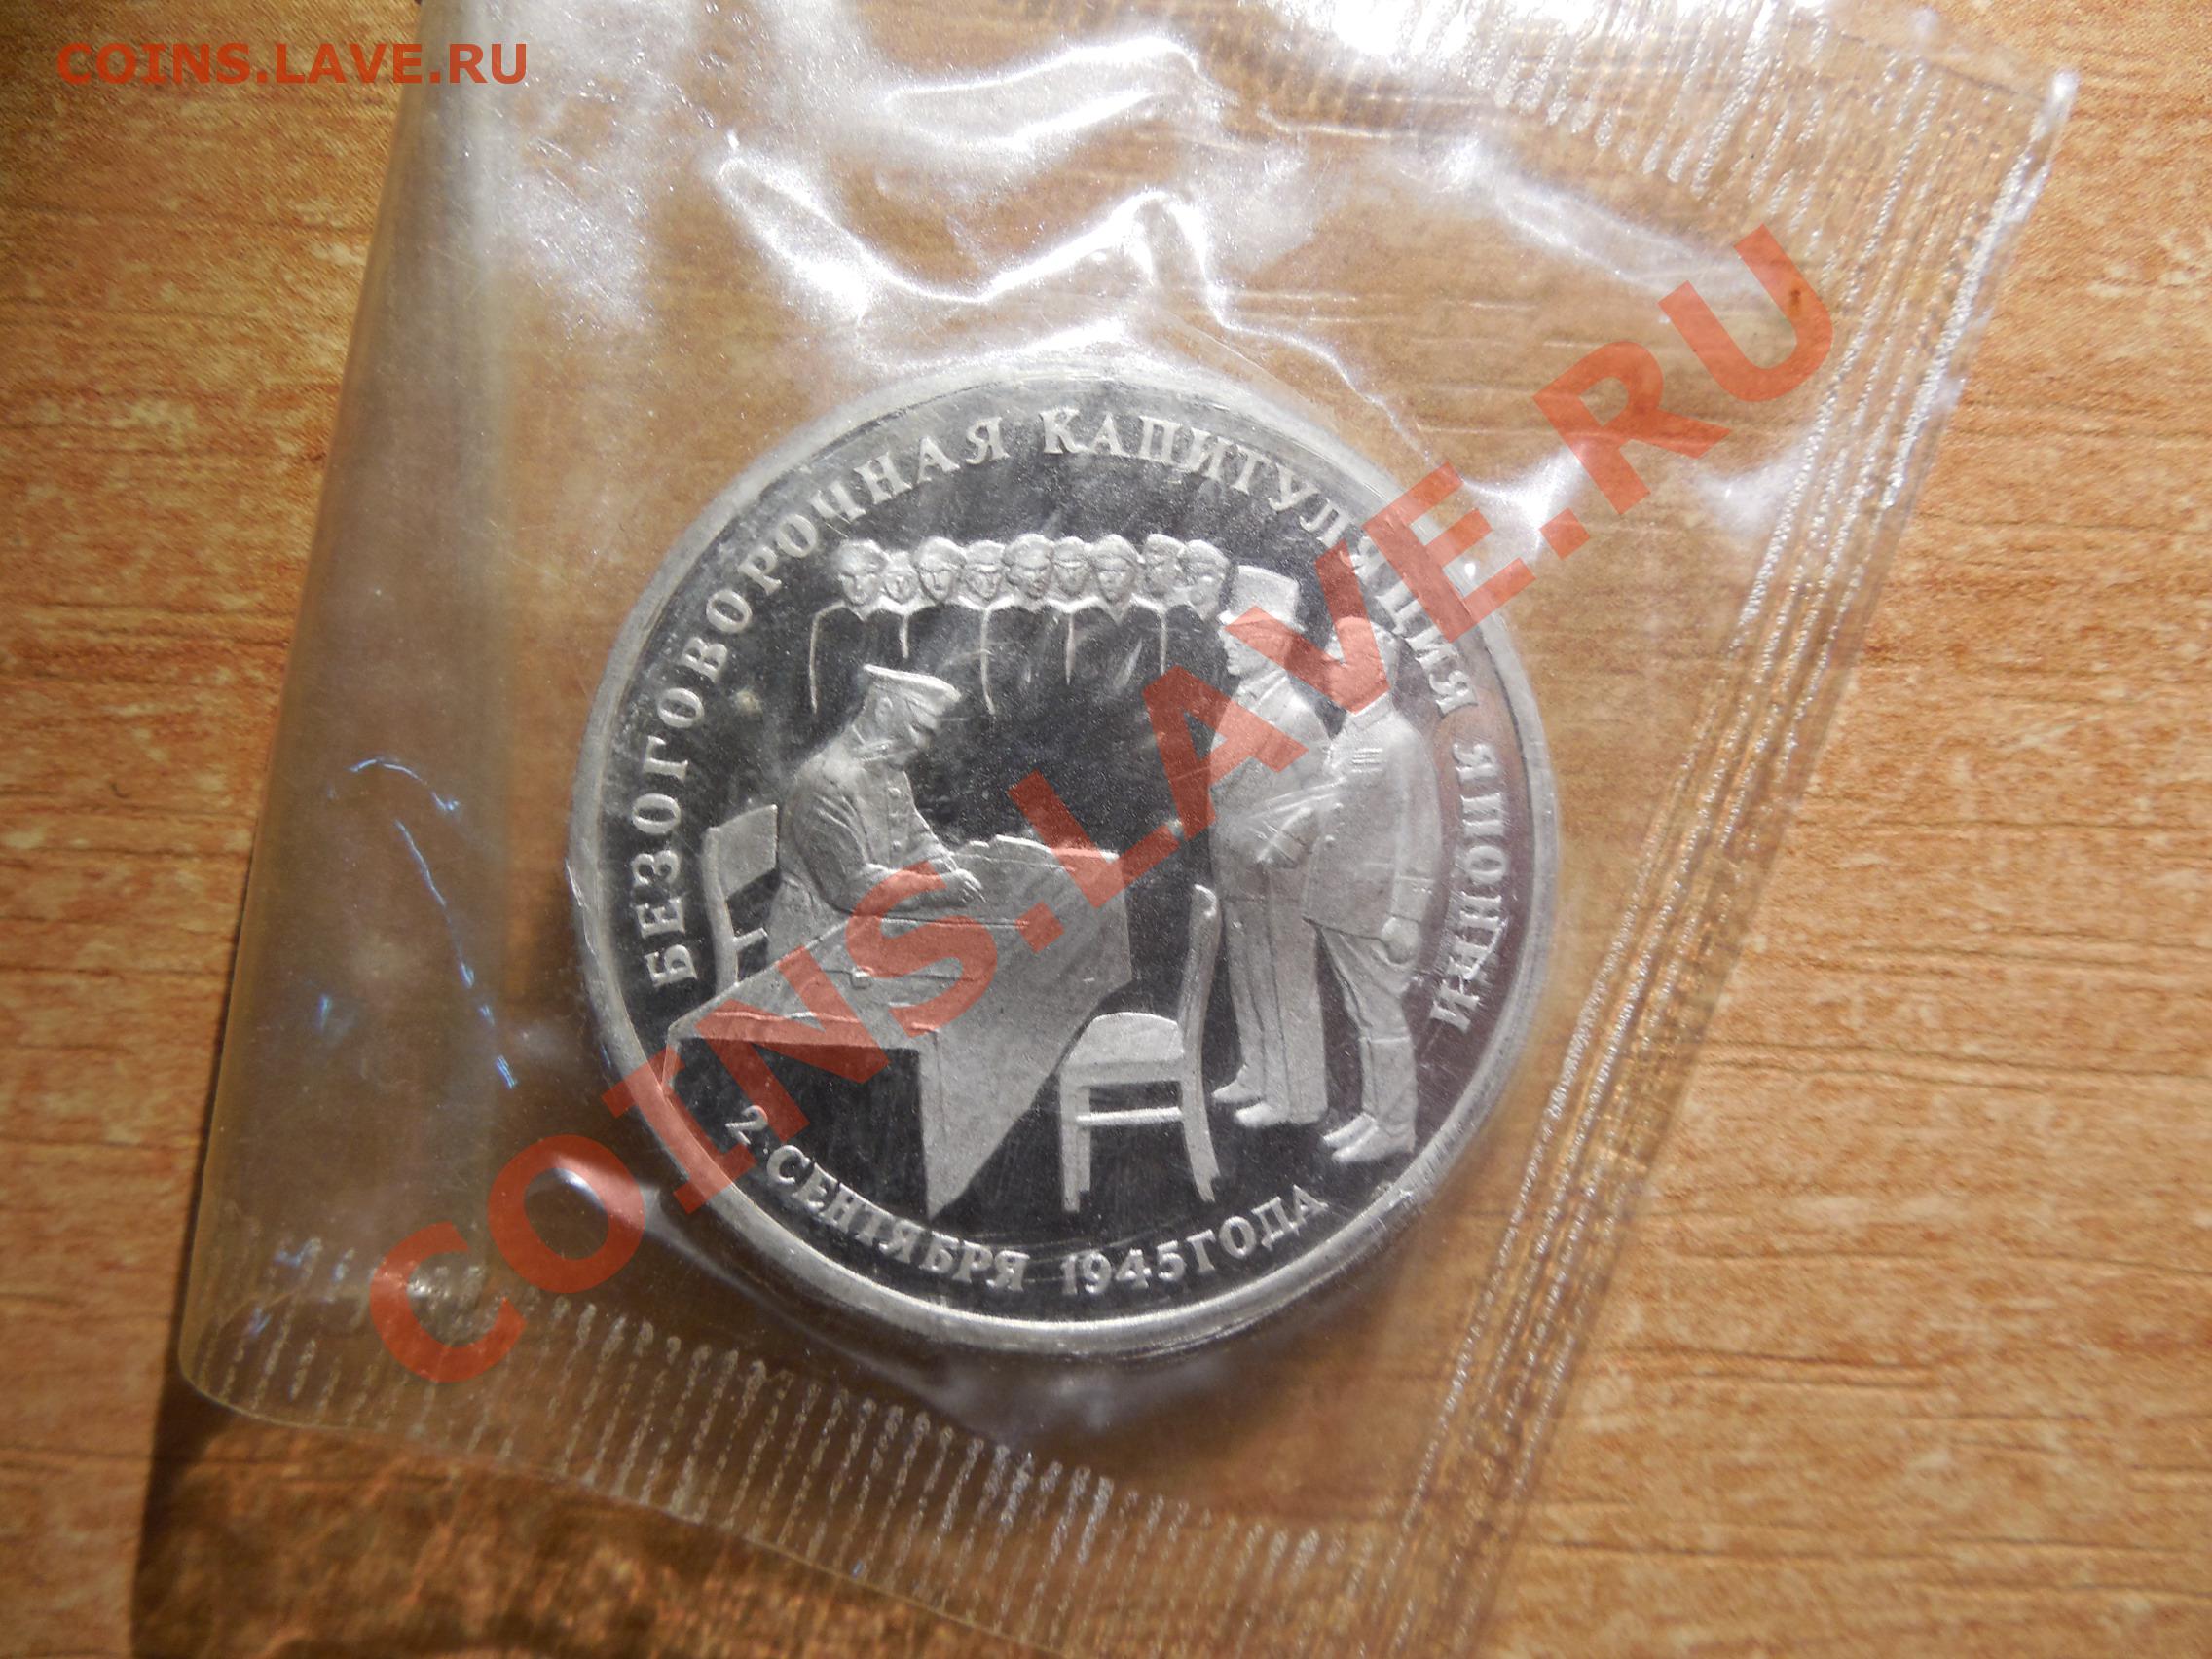 COINS.LAVE.RU
БЕЗОГОВОРОЧНАЯ КАПИТУЛЯЦИЯ ЯПОНИИ
2 СЕНТЯБРЯ 1945 ГОДА
COINS.LAVE.RU